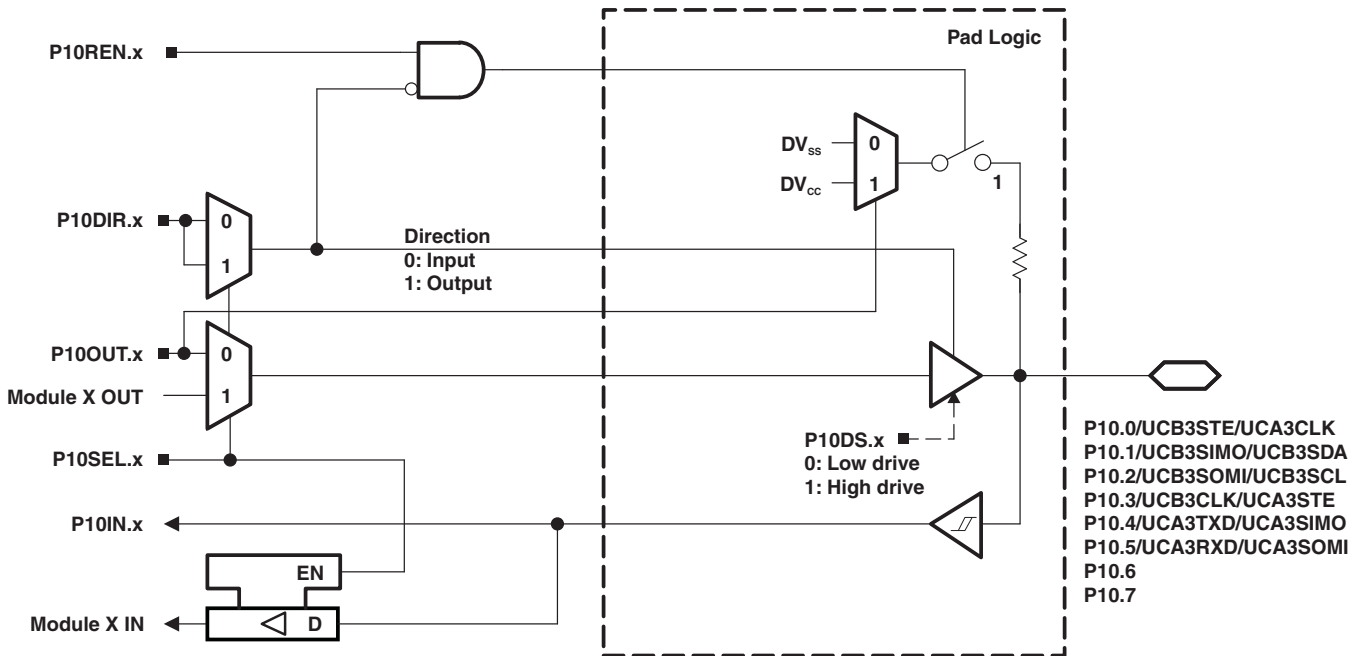 Pad Logic
P10REN.x
DVss
0
DVcc
1
1
P10DIR.x
0
1
Direction
0: Input
1: Output
P10OUT.x
0
Module X OUT
1
P10DS.x
0: Low drive
1: High drive
P10SEL.x
P10IN.x
EN
Module X IN
D
P10.0/UCB3STE/UCA3CLK
P10.1/UCB3SIMO/UCB3SDA
P10.2/UCB3SOMI/UCB3SCL
P10.3/UCB3CLK/UCA3STE
P10.4/UCA3TXD/UCA3SIMO
P10.5/UCA3RXD/UCA3SOMI
P10.6
P10.7